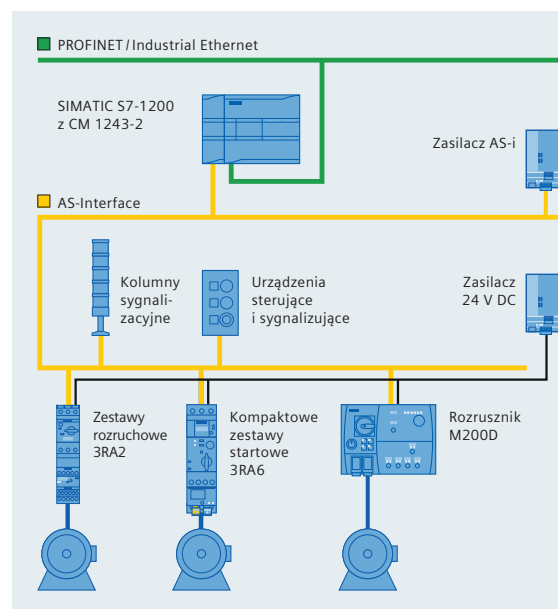 PROFINET / Industrial Ethernet
SIMATIC S7-1200
z CM 1243-2
Zasilacz AS-i
AS-Interface
Kolumny
sygnali-
zacyjne
Urządzenia
sterujące
i sygnalizujące
Zasilacz
24 V DC
Zestawy
rozruchowe
3RA2
Kompaktowe
zestawy
startowe
3RA6
Rozrusznik
M200D